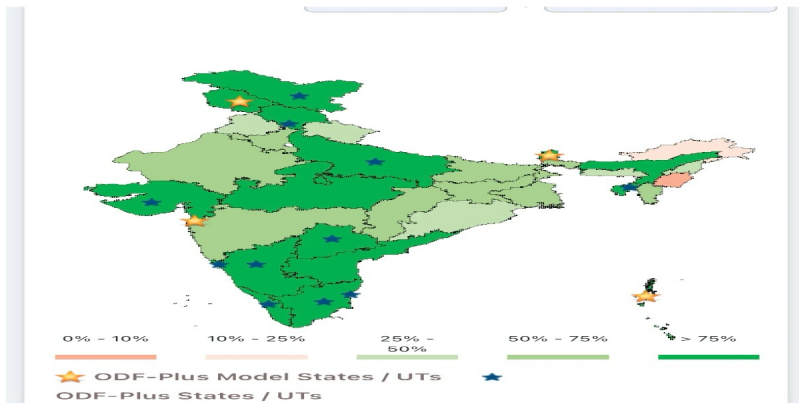 0% - 10%
10% - 25%
25% -
50%
50% - 75%
> 75%
ODF-Plus Model States / UTs
ODF-Plus States / UTs